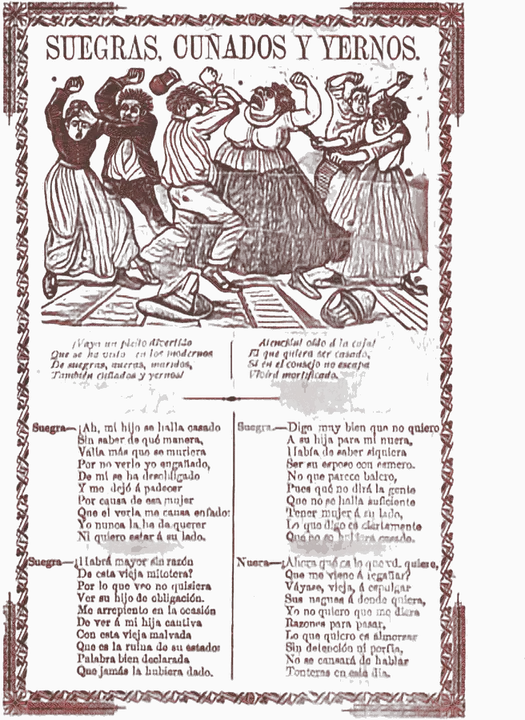 SUEGRAS, CUÑADOS Y YERNOS.
¡Vaya un pleito divertido
Que se ha visto en los modernos
De suegras, nueras, maridos,
También cuñados y yernos!
Atención! oído á la caja!
El que quiera ser casado,
Si en el consejo no escapa
Vivirá mortificado.
Suegra.—¡Ah, mi hijo se halla casado
Sin saber de qué manera,
Valía más que se muriera
Por no verlo yo engañado,
De mí se ha desobligado
Y me dejó á padecer
Por causa de esa mujer
Que el verla me causa enfado:
Yo nunca la ha de querer
Ni quiero estar á su lado.
Suegra.—¡Habrá mayor sin razón
De esta vieja mitotera?
Por lo que veo no quisiera
Ver su hijo de obligación.
Me arrepiento en la ocasión
De ver á mi hija cautiva
Con esta vieja malvada
Que es la ruina de su estado:
Palabra bien declarada
Que jamás la hubiera dado.
Suegra.—Digo muy bien que no quiero
A su hija para mi nuera,
Había de saber siquiera
Ser su esposo con esmero.
No que parece balero,
Pues qué no dirá la gente
Que no se halla suficiente
Tener mujer á su lado,
Lo que digo es ciertamente
Que no se hubiera casado.
Nuera.—¡Ahora qué es lo que vd. quiere,
Que me viene á regañar?
Váyase, vieja, á espulgar
Sus naguas á donde quiera,
Yo no quiero que me diera
Razones para pasar,
Lo que quiero es almorzar
Sin detención ni porfía,
No se cansará de hablar
Tonteras en este día.